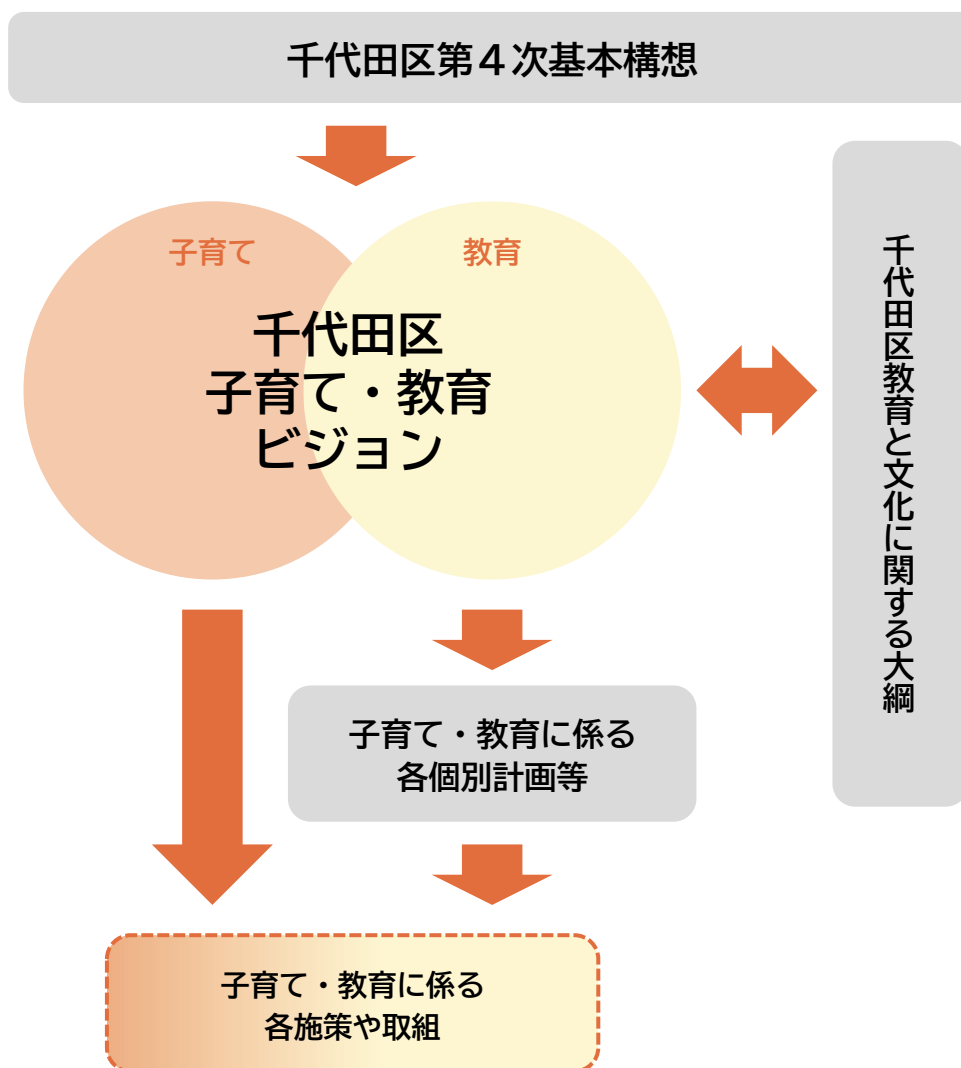 千代田区第４次基本構想
子育て
教育
千代田区
子育て・教育
ビジョン
千代田区教育と文化に関する大綱
子育て・教育に係る
各個別計画等
子育て・教育に係る
各施策や取組